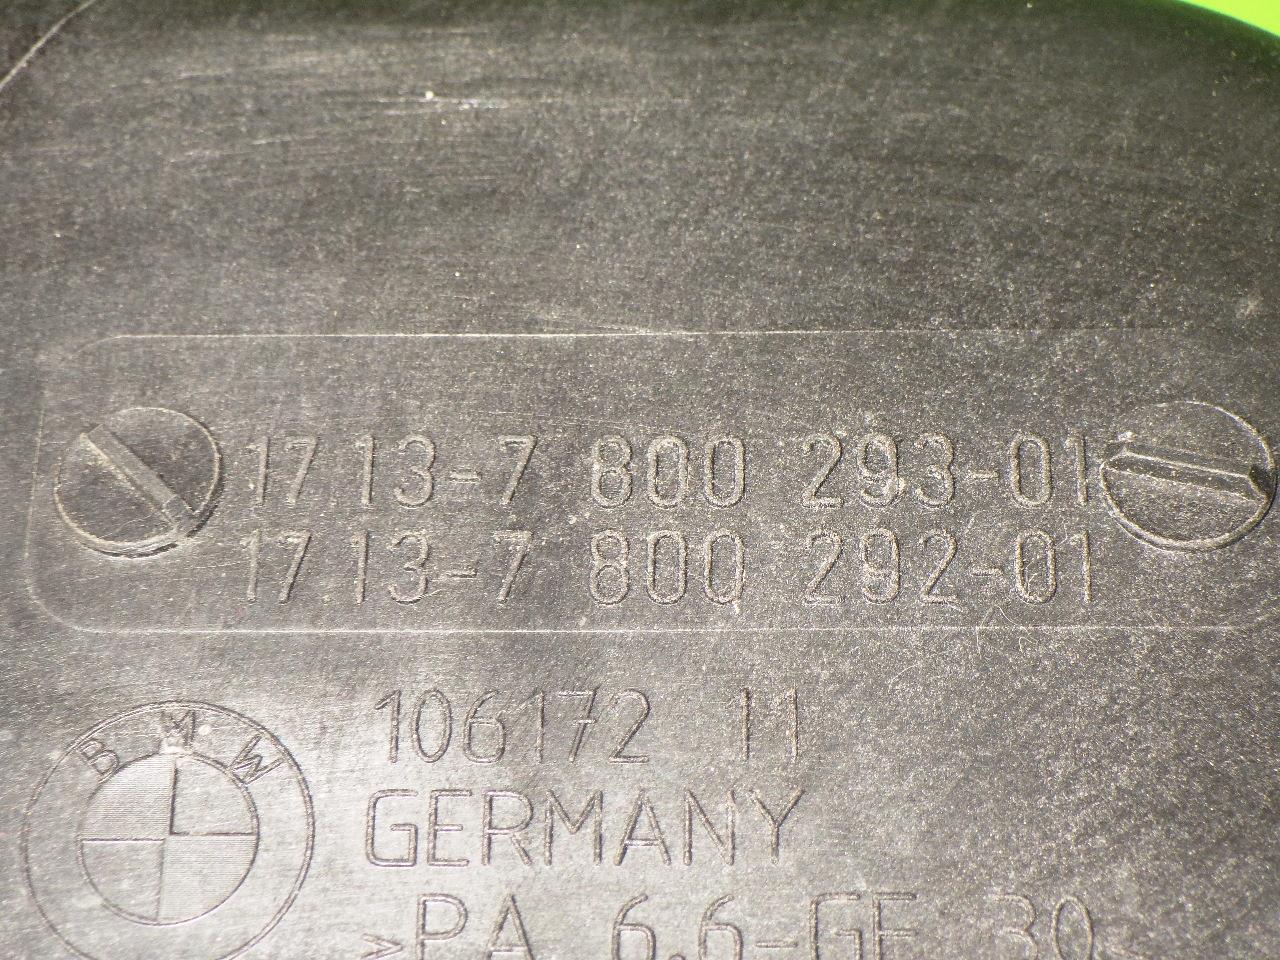 17 13-7 800 293-01
17 13-7 800 292-01
BMW
106172 11
GERMANY
>PA 6.6-GF 30<